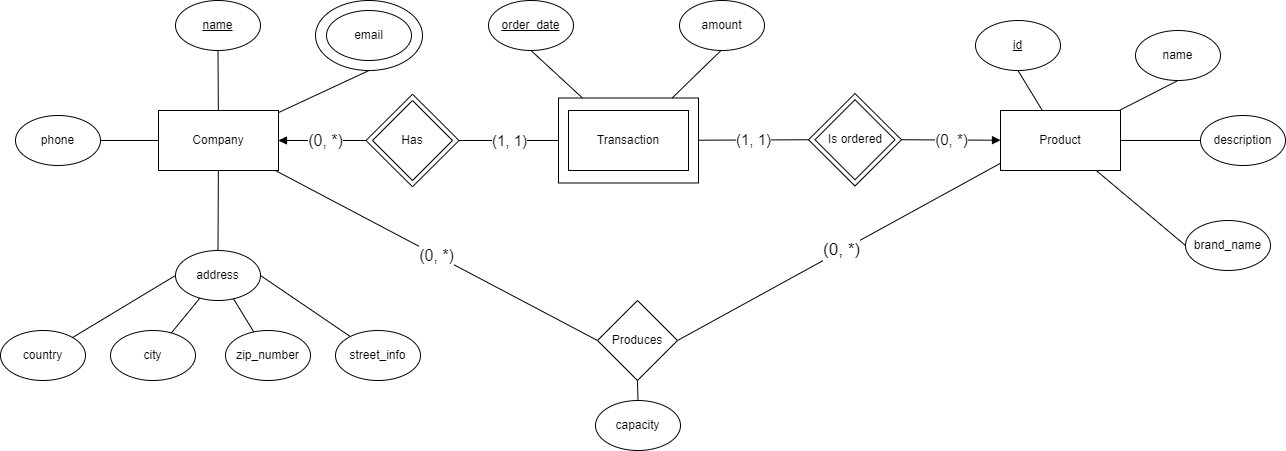 name
email
order_date
amount
id
name
phone
Company
(0, *)
Has
(1, 1)
Transaction
(1, 1)
Is ordered
(0, *)
Product
description
(0, *)
(0, *)
brand_name
address
country
city
zip_number
street_info
Produces
capacity